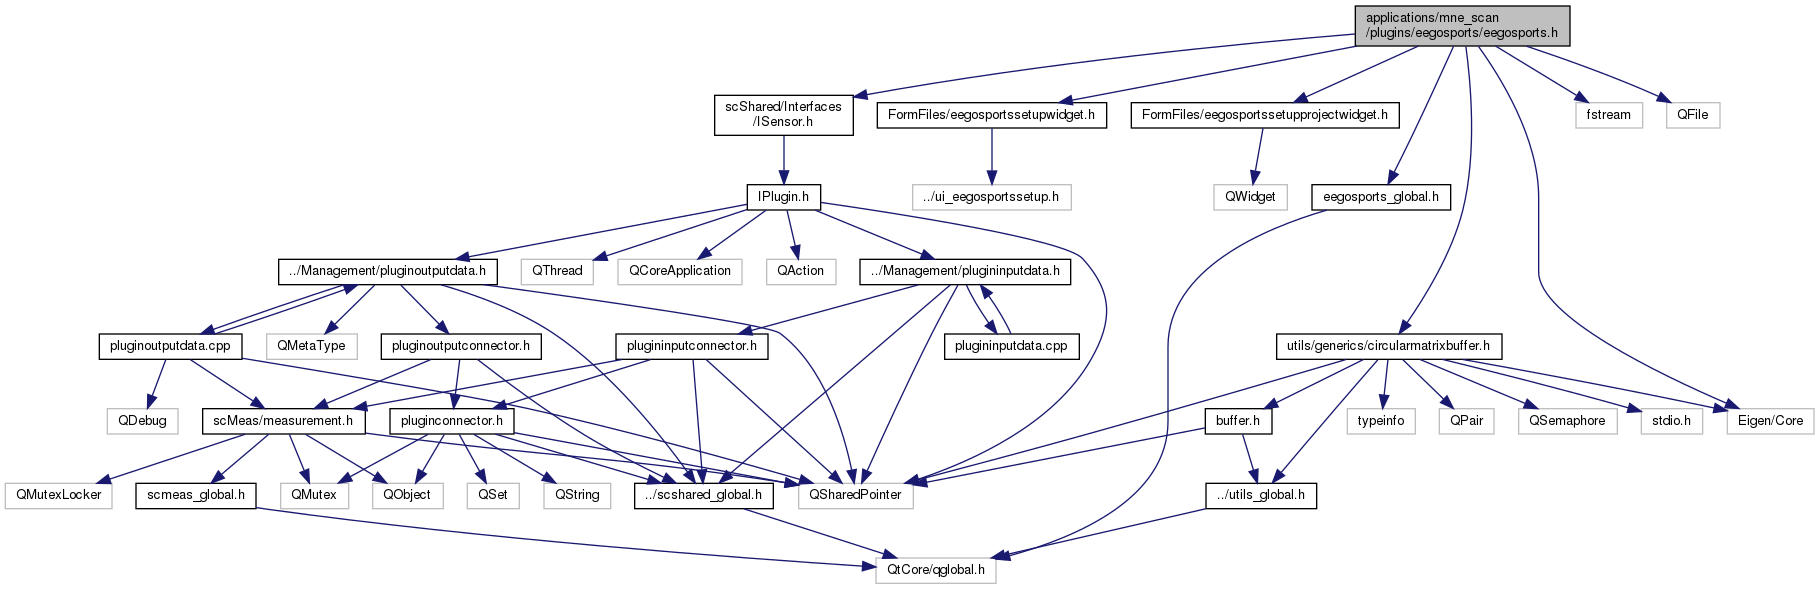 applications/mne_scan
/plugins/eegosports/eegosports.h
scShared/Interfaces
/ISensor.h
FormFiles/eegosportssetupwidget.h
FormFiles/eegosportssetupprojectwidget.h
fstream
QFile
IPlugin.h
../ui_eegosportssetup.h
QWidget
eegosports_global.h
../Management/pluginoutputdata.h
QThread
QCoreApplication
QAction
../Management/plugininputdata.h
pluginoutputdata.cpp
QMetaType
pluginoutputconnector.h
plugininputconnector.h
plugininputdata.cpp
utils/generics/circularmatrixbuffer.h
QDebug
scMeas/measurement.h
pluginconnector.h
buffer.h
typeinfo
QPair
QSemaphore
stdio.h
Eigen/Core
QMutexLocker
scmeas_global.h
QMutex
QObject
QSet
QString
../scshared_global.h
QSharedPointer
../utils_global.h
QtCore/qglobal.h